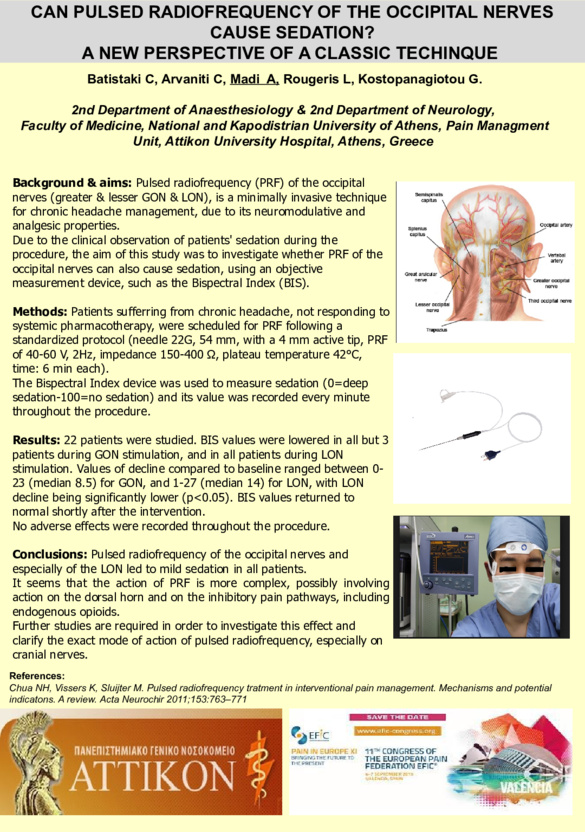 CAN PULSED RADIOFREQUENCY OF THE OCCIPITAL NERVES
CAUSE SEDATION?
A NEW PERSPECTIVE OF A CLASSIC TECHINQUE
Batistaki C, Arvaniti C, Madi A, Rougeris L, Kostopanagiotou G.
2nd Department of Anaesthesiology & 2nd Department of Neurology,
Faculty of Medicine, National and Kapodistrian University of Athens, Pain Managment
Unit, Attikon University Hospital, Athens, Greece
Background & aims: Pulsed radiofrequency (PRF) of the occipital
nerves (greater & lesser GON & LON), is a minimally invasive technique
for chronic headache management, due to its neuromodulative and
analgesic properties.
Due to the clinical observation of patients' sedation during the
procedure, the aim of this study was to investigate whether PRF of the
occipital nerves can also cause sedation, using an objective
measurement device, such as the Bispectral Index (BIS).
Methods: Patients suffering from chronic headache, not responding to
systemic pharmacotherapy, were scheduled for PRF following a
standardized protocol (needle 22G, 54 mm, with a 4 mm active tip, PRF
of 40-60 V, 2Hz, impedance 150-400 Ω, plateau temperature 42°C,
time: 6 min each).
The Bispectral Index device was used to measure sedation (0=deep
sedation-100=no sedation) and its value was recorded every minute
throughout the procedure.
Results: 22 patients were studied. BIS values were lowered in all but 3
patients during GON stimulation, and in all patients during LON
stimulation. Values of decline compared to baseline ranged between 0-
23 (median 8.5) for GON, and 1-27 (median 14) for LON, with LON
decline being significantly lower (p<0.05). BIS values returned to
normal shortly after the intervention.
No adverse effects were recorded throughout the procedure.
Conclusions: Pulsed radiofrequency of the occipital nerves and
especially of the LON led to mild sedation in all patients.
It seems that the action of PRF is more complex, possibly involving
action on the dorsal horn and on the inhibitory pain pathways, including
endogenous opioids.
Further studies are required in order to investigate this effect and
clarify the exact mode of action of pulsed radiofrequency, especially on
cranial nerves.
Semispinalis
capitus
Splenius
capitus
Great aruicular
nerve
Lesser occipital
nerve
Trapezius
Occipital artery
Vertebral
artery
Greater occipital
nerve
Third occipital nerve
References:
Chua NH, Vissers K, Sluijter M. Pulsed radiofrequency tratment in interventional pain management. Mechanisms and potential
indicatons. A review. Acta Neurochir 2011;153:763–771
ΠΑΝΕΠΙΣΤΗΜΙΑΚΟ ΓΕΝΙΚΟ ΝΟΣΟΚΟΜΕΙΟ
ΑΤΤΙΚΟΝ
SAVE THE DATE
www.efic-congress.org
EFIC
PAIN IN EUROPE XI
BRINGING THE FUTURE TO
THE PRESENT
11TH CONGRESS OF
THE EUROPEAN PAIN
FEDERATION EFIC®
VALENCIA